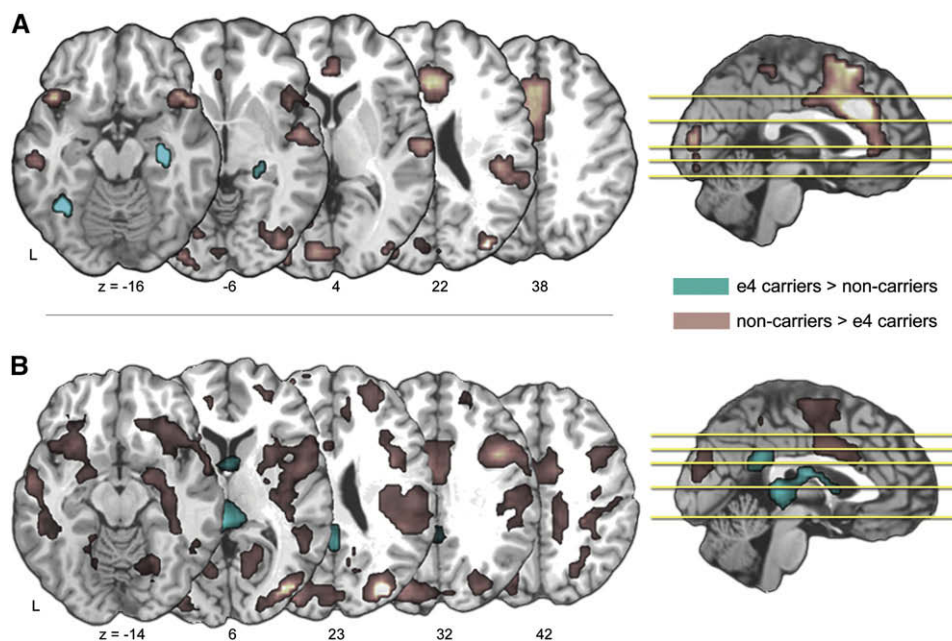 A
L
z = -16 -6 4 22 38
e4 carriers > non-carriers
non-carriers > e4 carriers
B
L
z = -14 6 23 32 42